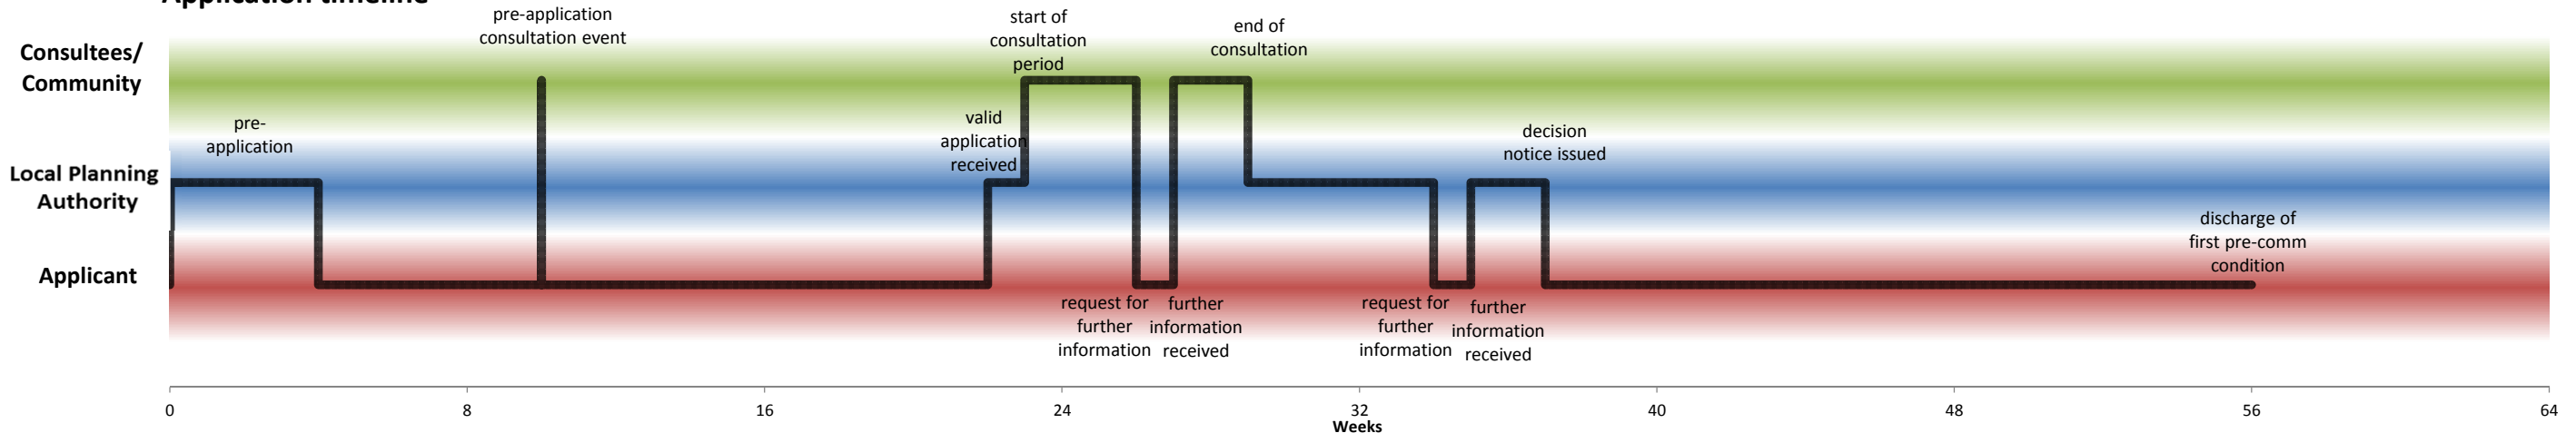 Application timeline
pre-application
consultation event
start of
consultation
period
end of
consultation
Consultees/
Community
pre-
application
valid
application
received
decision
notice issued
Local Planning
Authority
discharge of
first pre-comm
condition
Applicant
request for
further
information
further
information
received
request for
further
information
further
information
received
0 8 16 24 32 40 48 56 64
Weeks